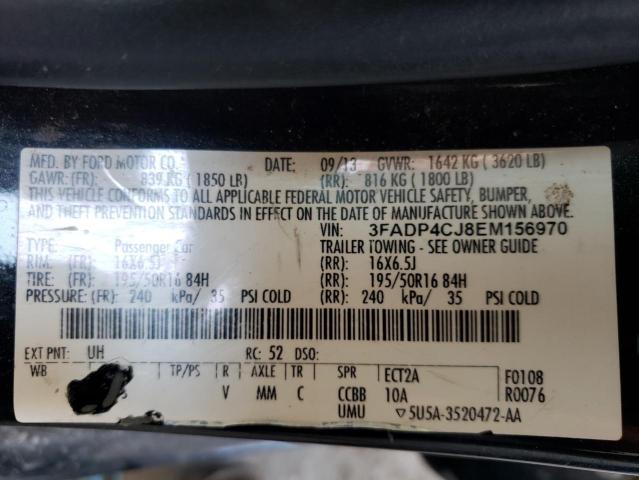 MFD. BY FORD MOTOR CO. DATE: 09/13 GVWR: 1642 KG ( 3620 LB)
GAWR: (FR): 839 KG ( 1850 LB) (RR): 816 KG ( 1800 LB)
THIS VEHICLE CONFORMS TO ALL APPLICABLE FEDERAL MOTOR VEHICLE SAFETY, BUMPER,
AND THEFT PREVENTION STANDARDS IN EFFECT ON THE DATE OF MANUFACTURE SHOWN ABOVE.
VIN: 3FADP4CJ8EM156970
TYPE: Passenger Car TRAILER TOWING - SEE OWNER GUIDE
RIM: (FR): 16X6.5J (RR): 16X6.5J
TIRE: (FR): 195/50R16 84H (RR): 195/50R16 84H
PRESSURE: (FR): 240 kPa/ 35 PSI COLD (RR): 240 kPa/ 35 PSI COLD
EXT PNT: UH RC: 52 DSO:
WB TP/PS R AXLE TR SPR ECT2A F0108
V MM C CCBB 10A R0076
UMU ▽5U5A-3520472-AA